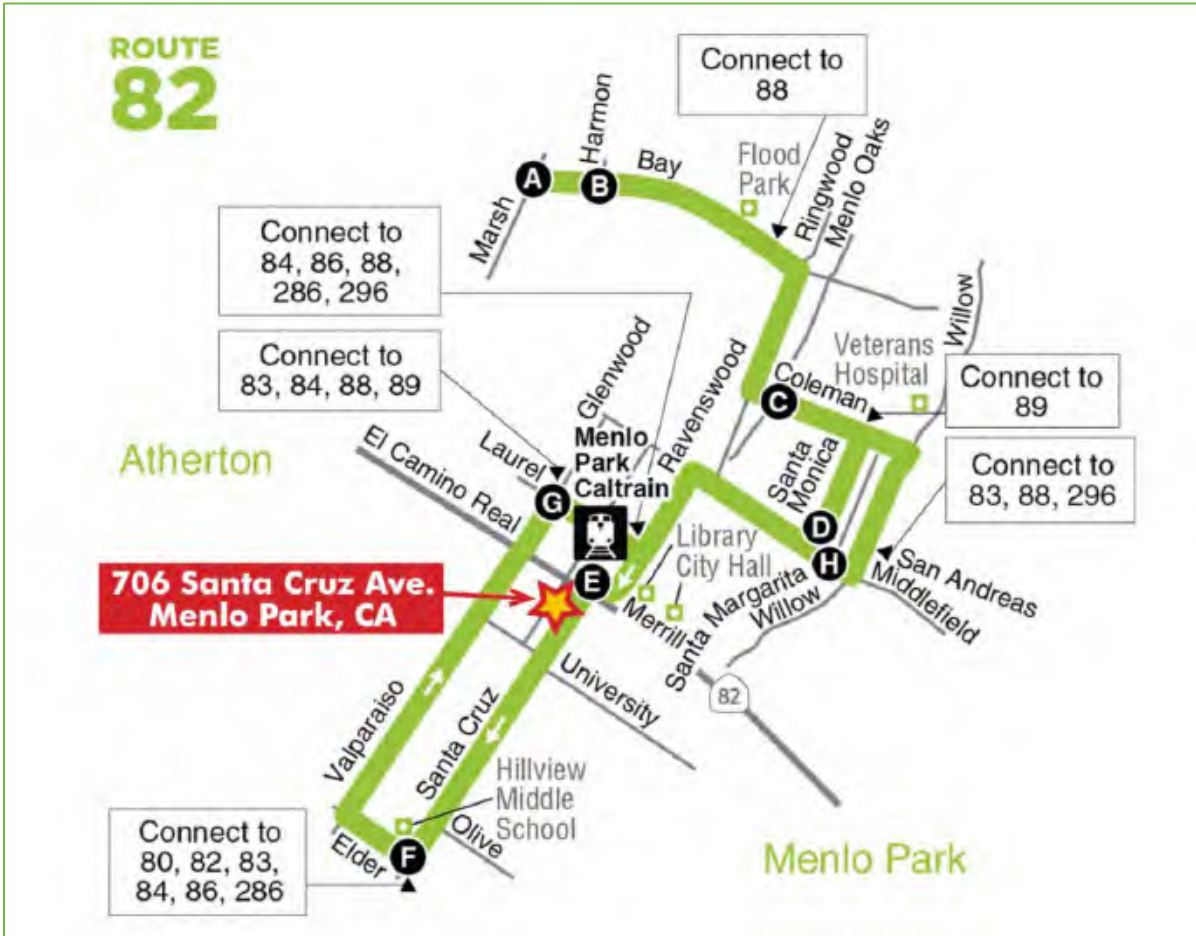 ROUTE
82
Connect to
88
Harmon
Bay
Flood
Park
Ringwood
Menlo Oaks
A
B
Marsh
Connect to
84, 86, 88,
286, 296
Connect to
83, 84, 88, 89
Glenwood
Ravenswood
Willow
Veterans
Hospital
Coleman
C
Connect to
89
Atherton
El Camino Real
Laurel
Menlo
Park
Caltrain
G
Santa
Monica
D
Connect to
83, 88, 296
Library
City Hall
H
San Andreas
Middlefield
706 Santa Cruz Ave.
Menlo Park, CA
E
Merrill
Santa Margarita
Willow
University
82
Valparaiso
Santa Cruz
Hillview
Middle
School
Olive
Elder
F
Connect to
80, 82, 83,
84, 86, 286
Menlo Park